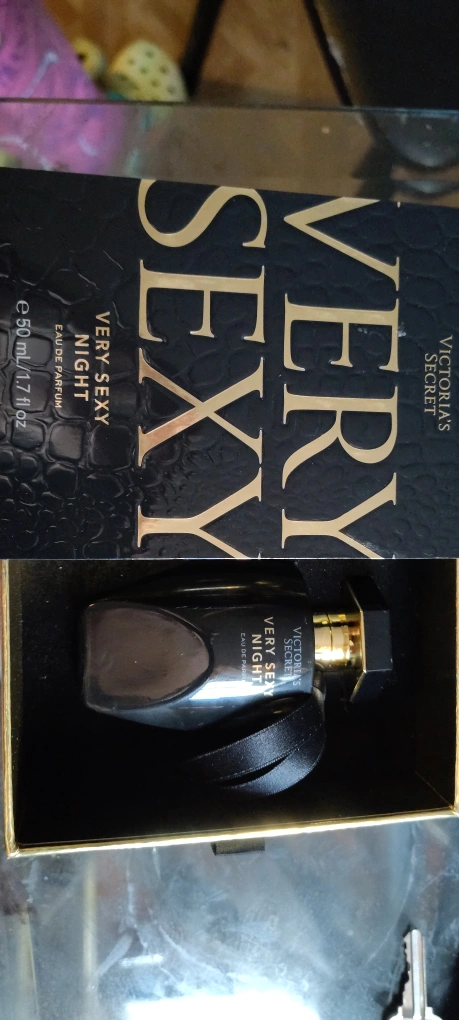 VICTORIA'S
SECRET
VERY
SEXY
VERY SEXY
NIGHT
EAU DE PARFUM
e 50 mL/1.7 fl oz
VICTORIA'S
SECRET
VERY SEXY
NIGHT
EAU DE PARFUM